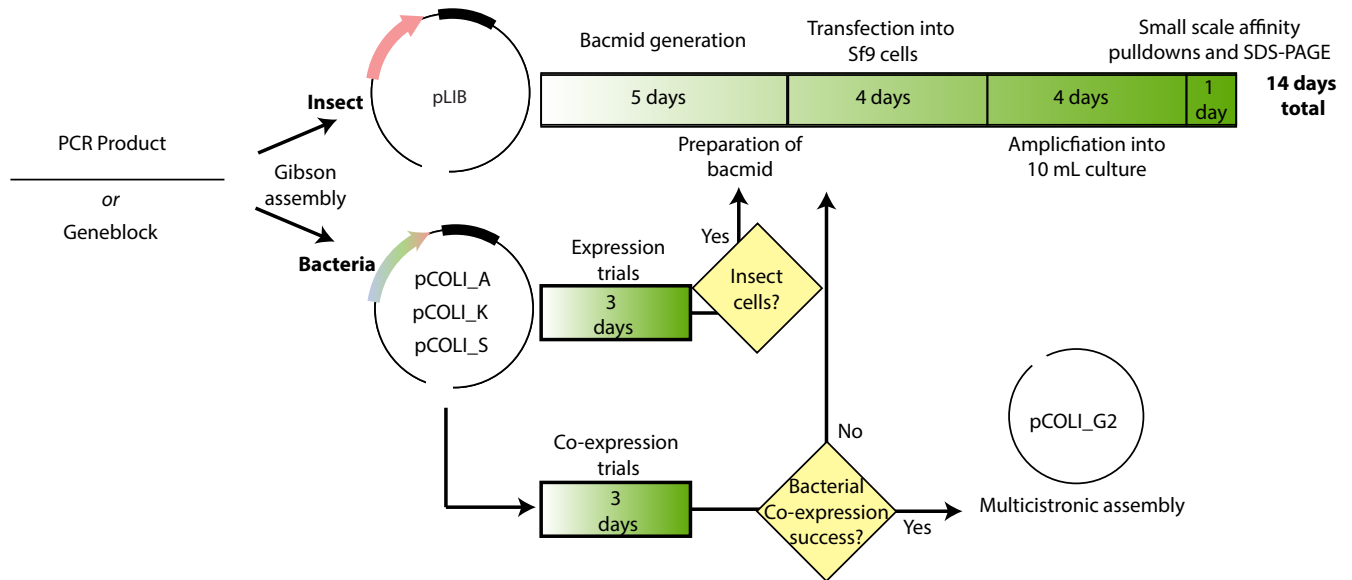 PCR Product
or
Geneblock
Gibson
assembly
Insect
Bacteria
pLIB
Bacmid generation
Transfection into
Sf9 cells
Small scale affinity
pulldowns and SDS-PAGE
5 days
4 days
4 days
1
day
14 days
total
Preparation of
bacmid
Amplicfiation into
10 mL culture
pCOLI_A
pCOLI_K
pCOLI_S
Expression
trials
3
days
Yes
Insect
cells?
Co-expression
trials
3
days
No
Bacterial
Co-expression
success?
Yes
pCOLI_G2
Multicistronic assembly